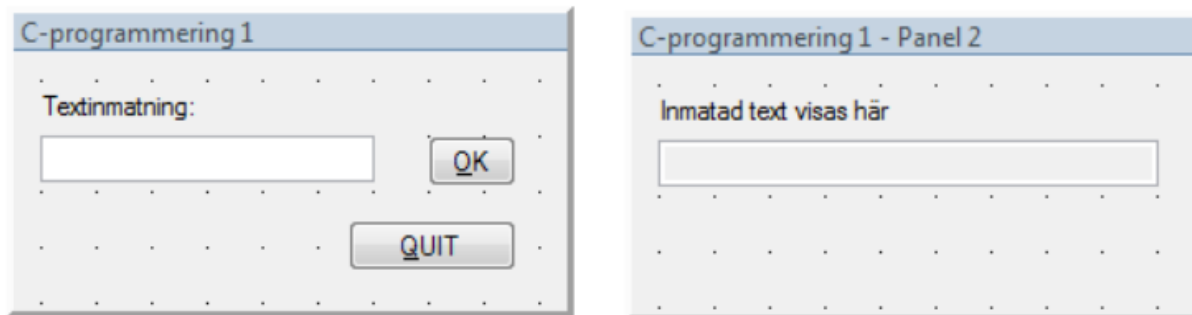 C-programmering 1
Textinmatning:
OK
QUIT
C-programmering 1 - Panel 2
Inmatad text visas här